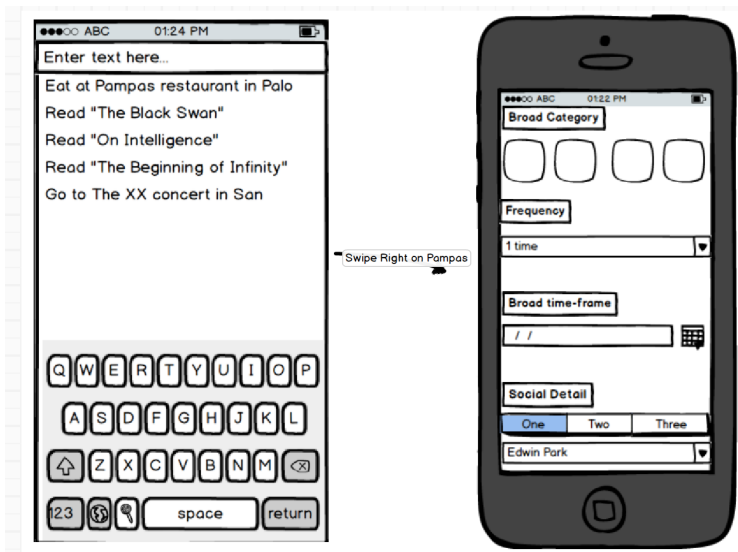 ABC 01:24 PM
Enter text here...
Eat at Pampas restaurant in Palo
Read "The Black Swan"
Read "On Intelligence"
Read "The Beginning of Infinity"
Go to The XX concert in San
Q W E R T Y U I O P
A S D F G H J K L
Z X C V B N M
123 space return
Swipe Right on Pampas
ABC 01:22 PM
Broad Category
Frequency
1 time
Broad time-frame
/ /
Social Detail
One Two Three
Edwin Park